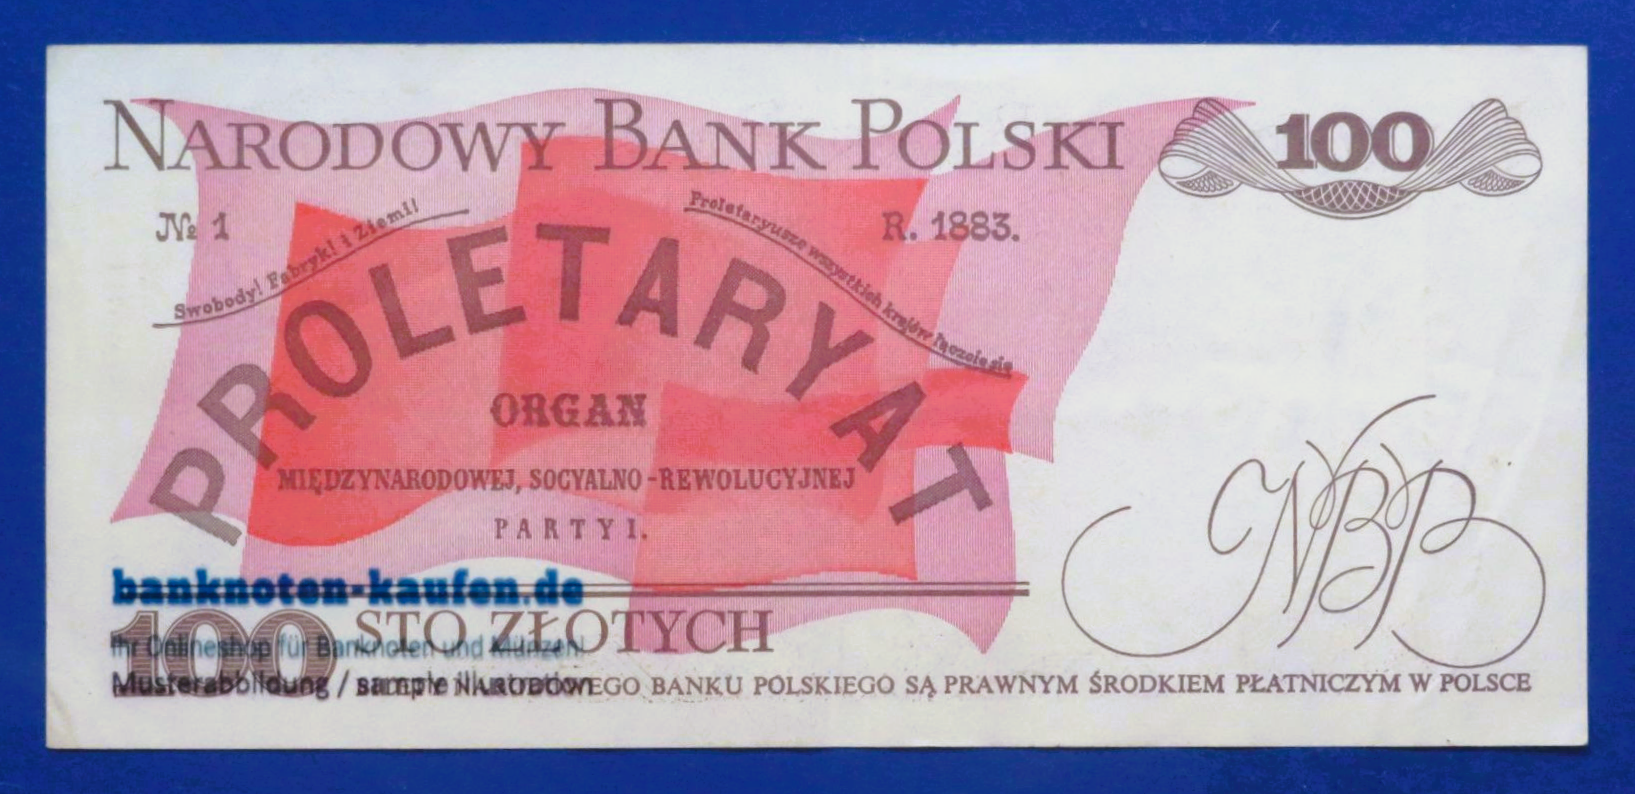 NARODOWY BANK POLSKI
100
№ 1
R. 1883.
Swobody! Fabryk! i Ziemi!
Proletaryusze wszystkich krajów łączcie się
PROLETARYAT
ORGAN
MIĘDZYNARODOWEJ, SOCYALNO-REWOLUCYJNEJ
PARTYI.
NBP
banknoten-kaufen.de
100 STO ZŁOTYCH
Ihr Onlineshop für Banknoten und Münzen!
Musterabbildung / sample illustration
BILETY NARODOWEGO BANKU POLSKIEGO SĄ PRAWNYM ŚRODKIEM PŁATNICZYM W POLSCE